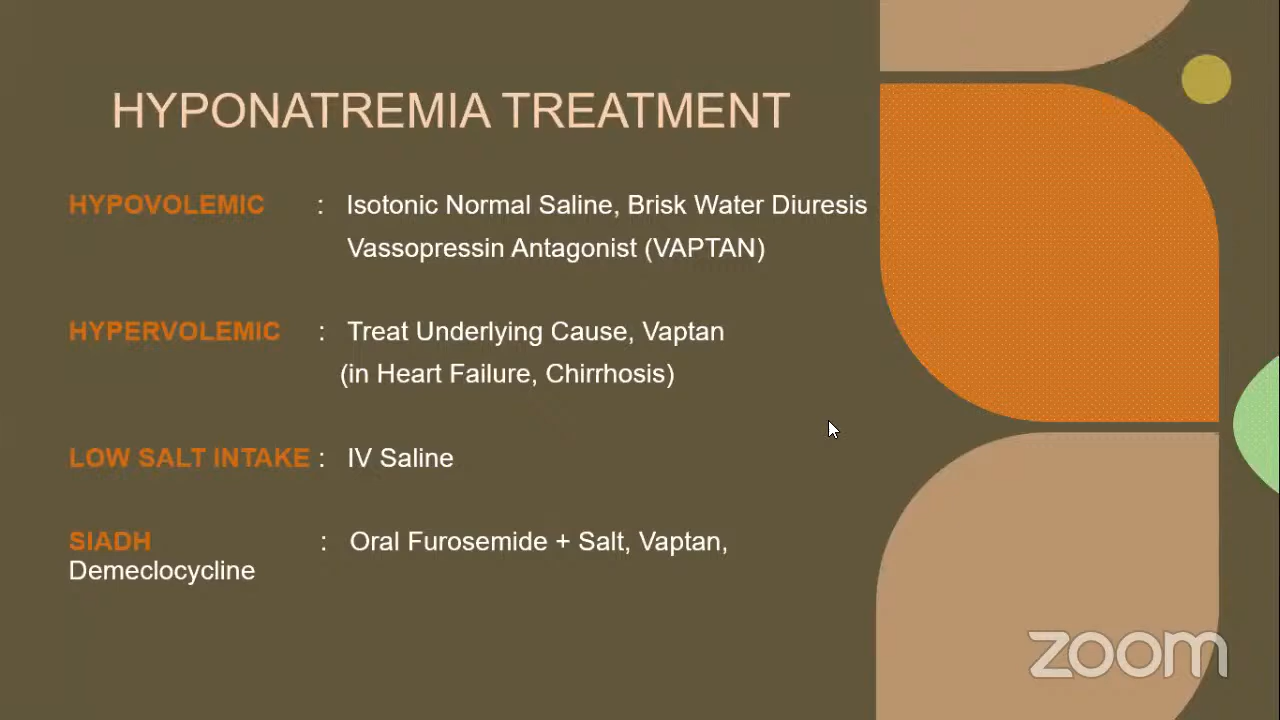 HYPONATREMIA TREATMENT
HYPOVOLEMIC : Isotonic Normal Saline, Brisk Water Diuresis
Vassopressin Antagonist (VAPTAN)
HYPERVOLEMIC : Treat Underlying Cause, Vaptan
(in Heart Failure, Chirrhosis)
LOW SALT INTAKE : IV Saline
SIADH : Oral Furosemide + Salt, Vaptan,
Demeclocycline
zoom